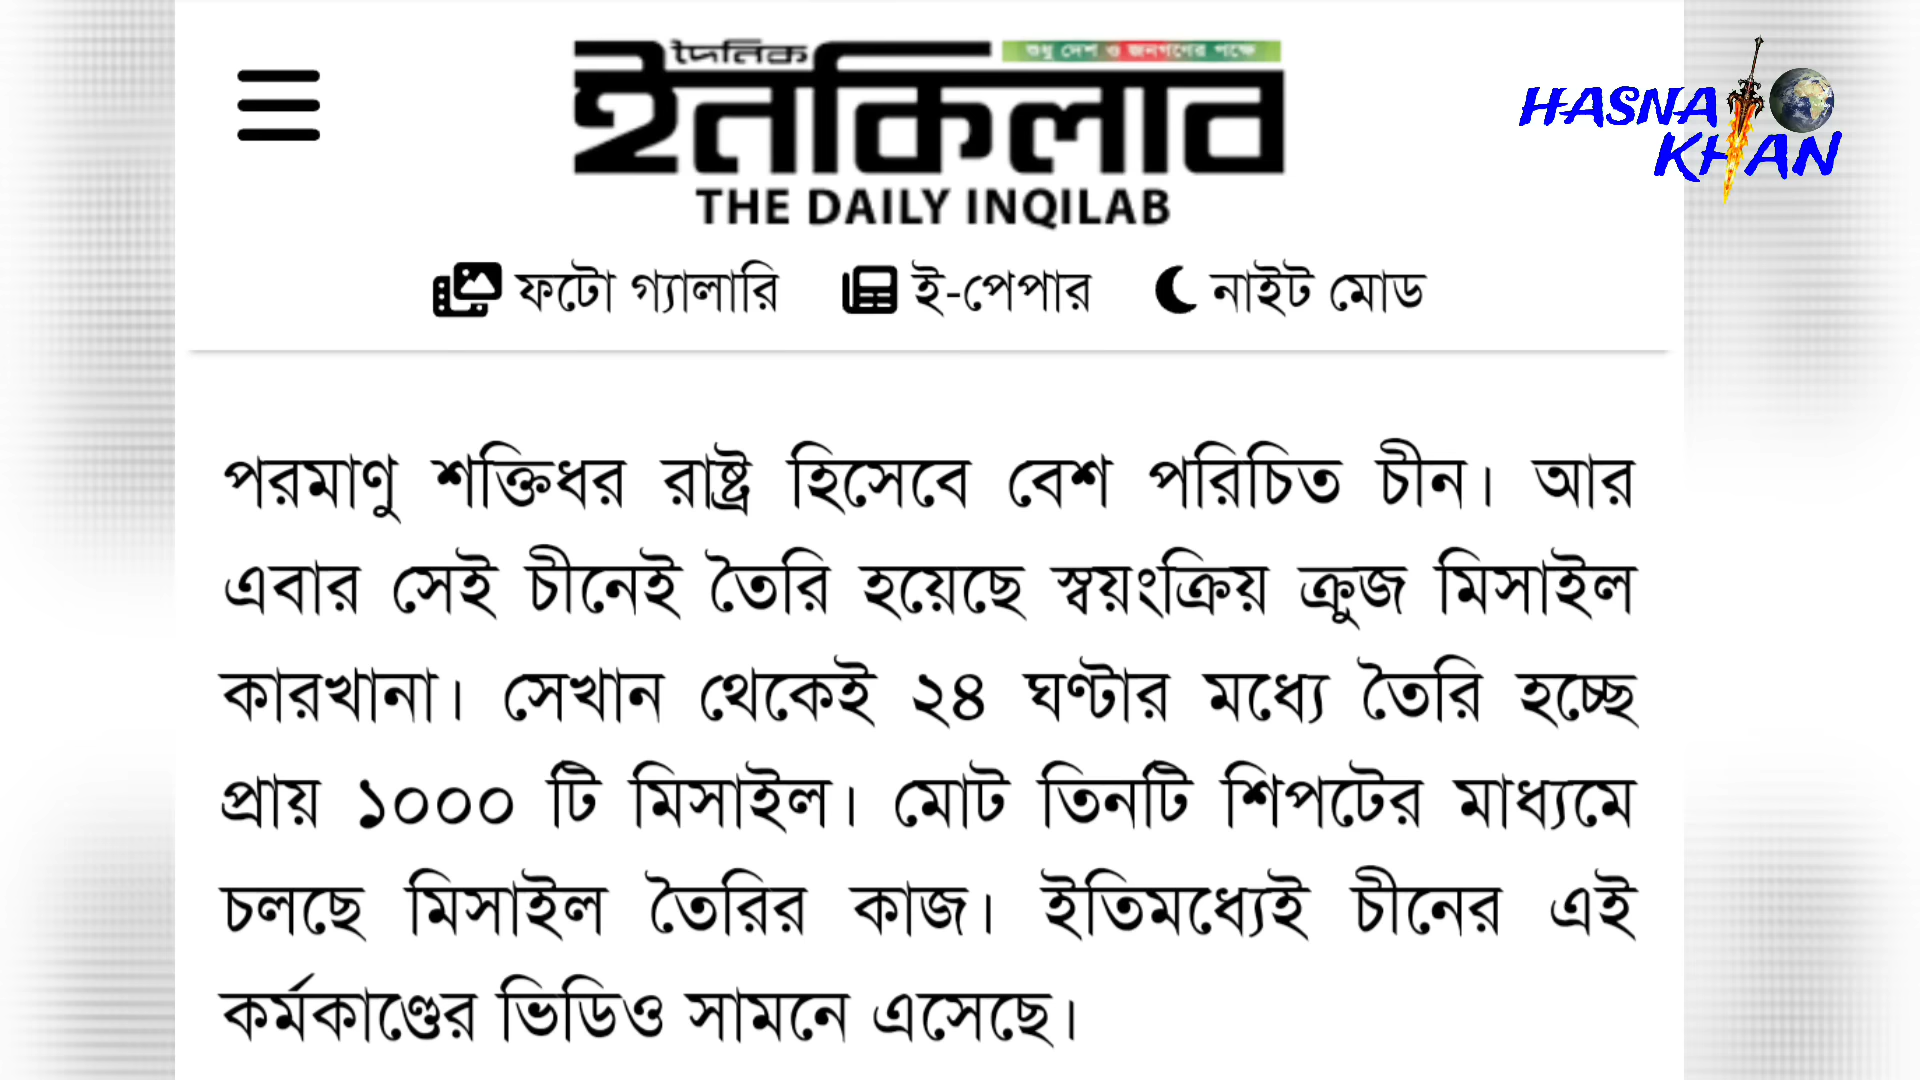 দৈনিক
শুধু দেশ ও জনগণের পক্ষে
ইনকিলাব
THE DAILY INQILAB
HASNA
KHAN
ফটো গ্যালারি ই-পেপার নাইট মোড
পরমাণু শক্তিধর রাষ্ট্র হিসেবে বেশ পরিচিত চীন। আর
এবার সেই চীনেই তৈরি হয়েছে স্বয়ংক্রিয় ক্রুজ মিসাইল
কারখানা। সেখান থেকেই ২৪ ঘণ্টার মধ্যে তৈরি হচ্ছে
প্রায় ১০০০ টি মিসাইল। মোট তিনটি শিপটের মাধ্যমে
চলছে মিসাইল তৈরির কাজ। ইতিমধ্যেই চীনের এই
কর্মকাণ্ডের ভিডিও সামনে এসেছে।